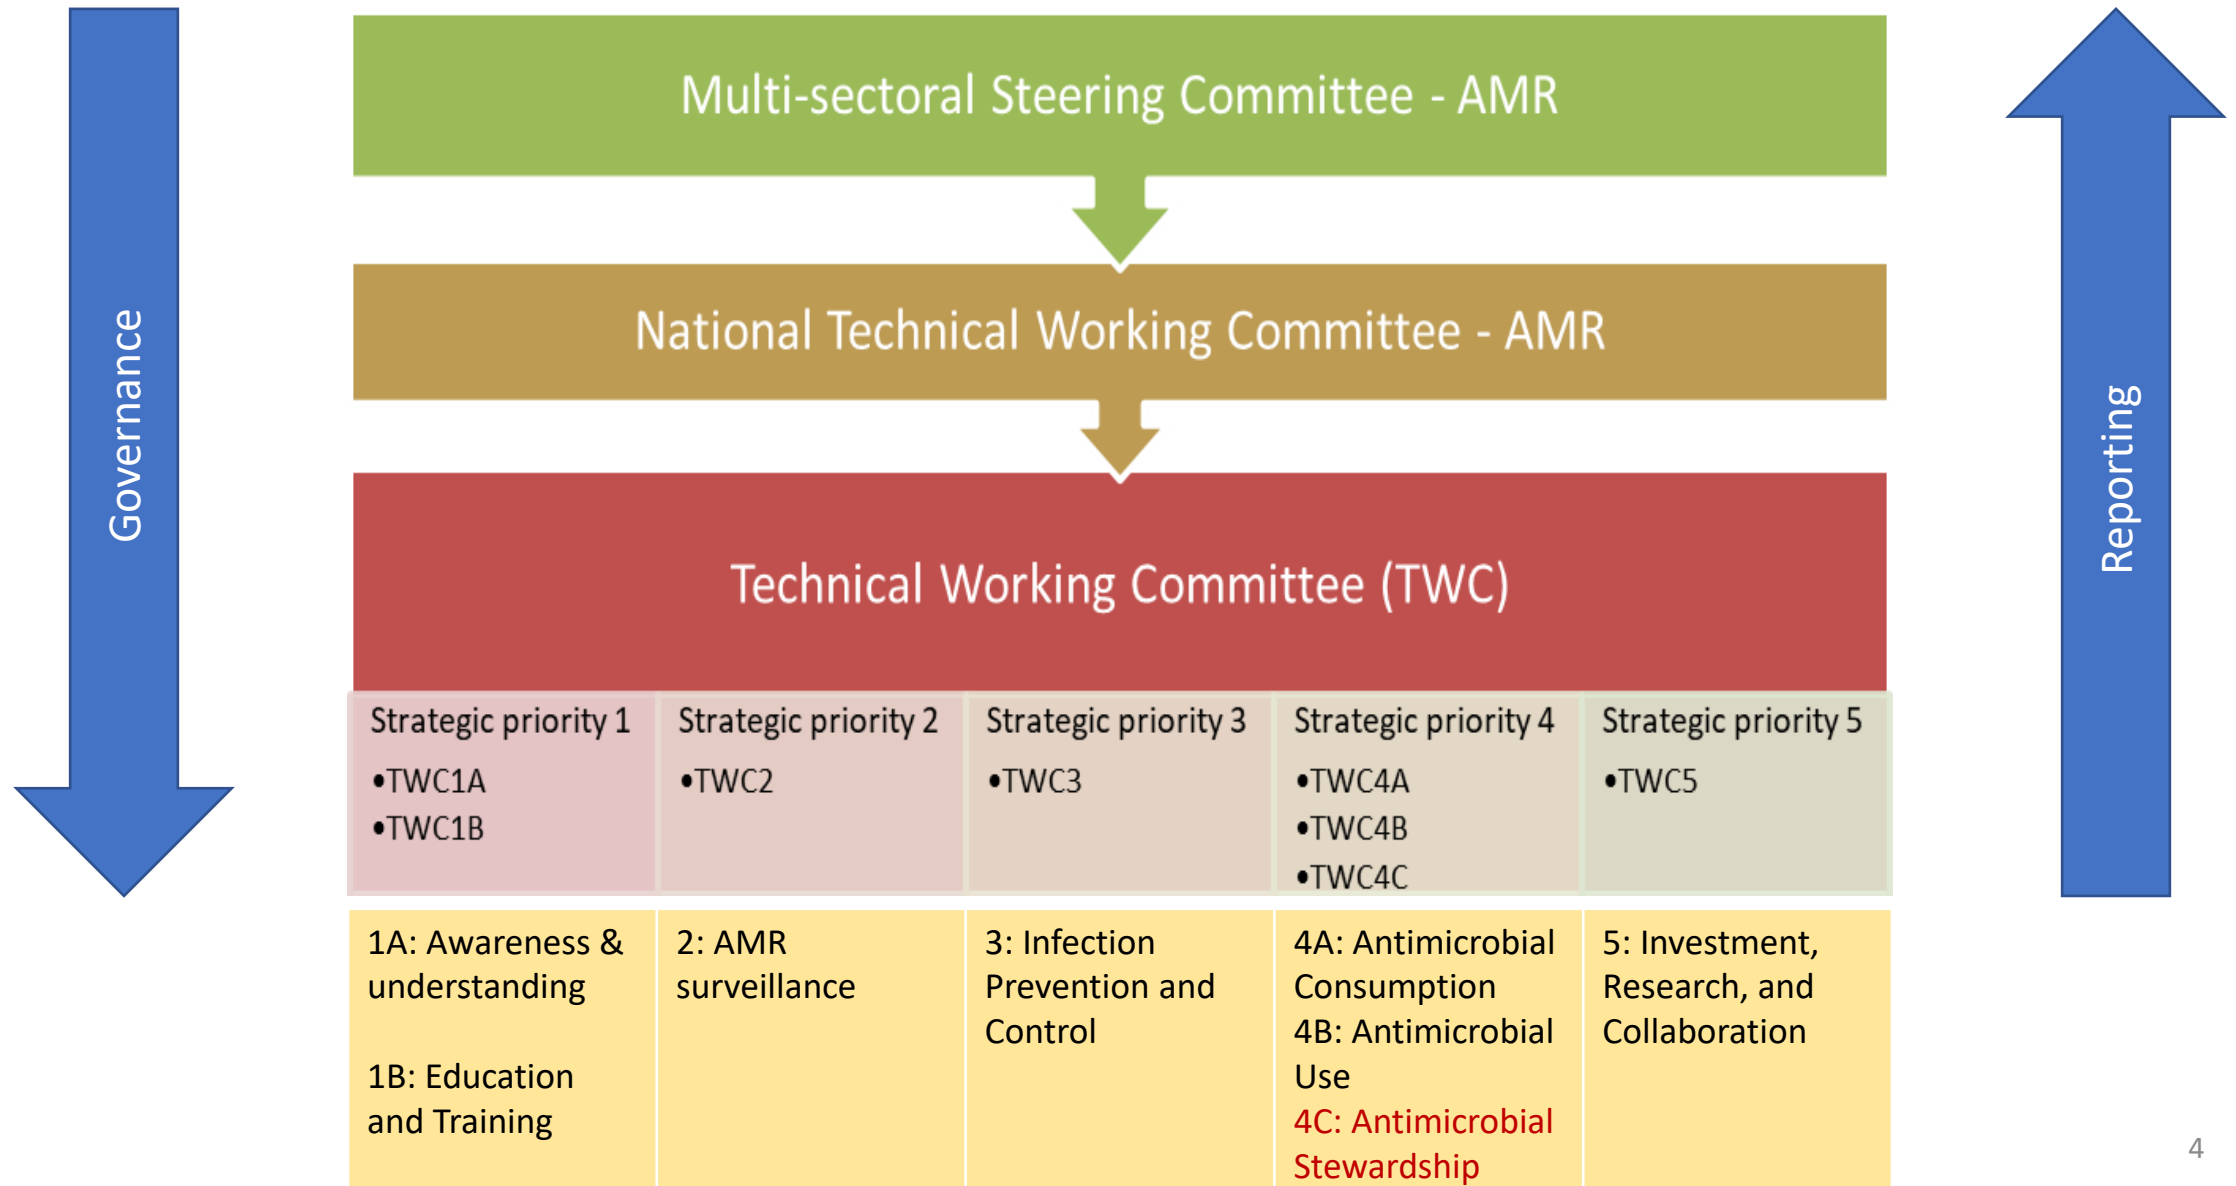 Governance
Multi-sectoral Steering Committee - AMR
National Technical Working Committee - AMR
Technical Working Committee (TWC)
Strategic priority 1
•TWC1A
•TWC1B
Strategic priority 2
•TWC2
Strategic priority 3
•TWC3
Strategic priority 4
•TWC4A
•TWC4B
•TWC4C
Strategic priority 5
•TWC5
1A: Awareness &
understanding
1B: Education
and Training
2: AMR
surveillance
3: Infection
Prevention and
Control
4A: Antimicrobial
Consumption
4B: Antimicrobial
Use
4C: Antimicrobial
Stewardship
5: Investment,
Research, and
Collaboration
Reporting
4